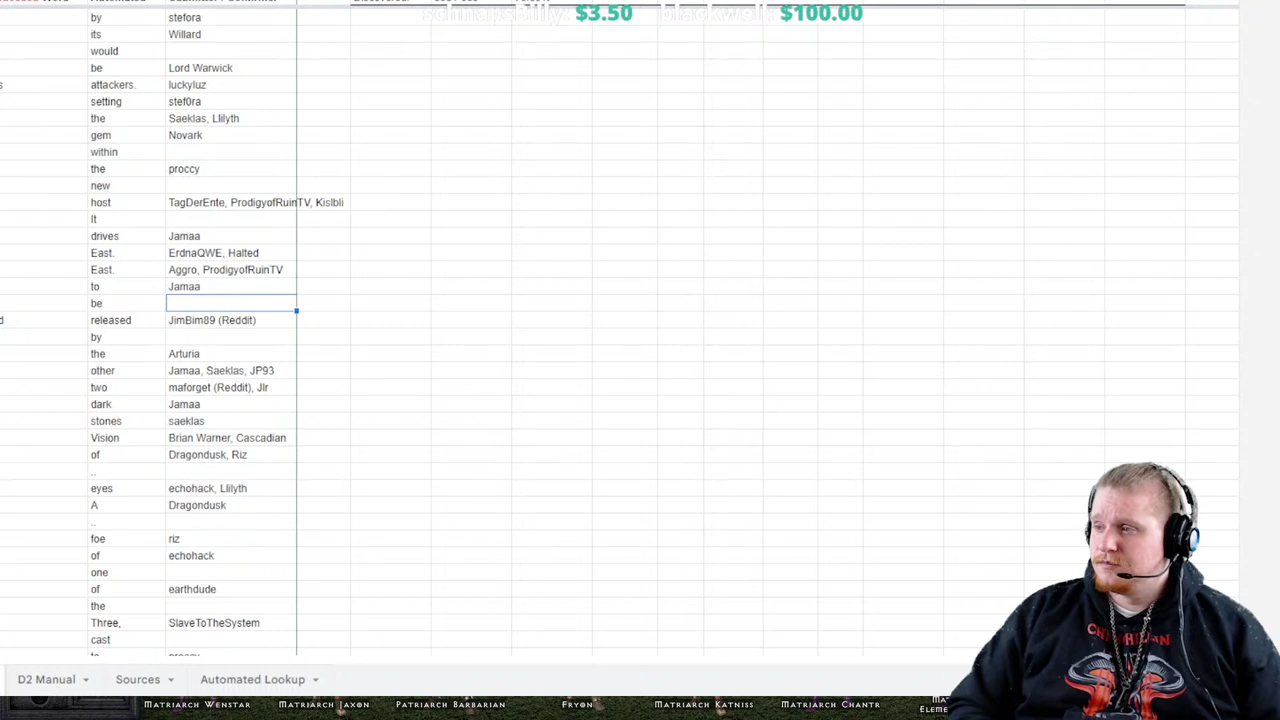 schnapsBilly: $3.50 blackwell: $100.00
by stefora
its Willard
would
be Lord Warwick
s attackers. luckyluz
setting stef0ra
the Saeklas, Llilyth
gem Novark
within
the proccy
new
host TagDerEnte, ProdigyofRuinTV, Kislbli
It
drives Jamaa
East. ErdnaQWE, Halted
East. Aggro, ProdigyofRuinTV
to Jamaa
be
d released JimBim89 (Reddit)
by
the Arturia
other Jamaa, Saeklas, JP93
two maforget (Reddit), Jlr
dark Jamaa
stones saeklas
Vision Brian Warner, Cascadian
of Dragondusk, Riz
..
eyes echohack, Llilyth
A Dragondusk
..
foe riz
of echohack
one
of earthdude
the
Three, SlaveToTheSystem
cast
D2 Manual Sources Automated Lookup
Matriarch Wenstar Matriarch Jaxon Patriarch Barbarian Fryon Matriarch Katniss Matriarch Chantr